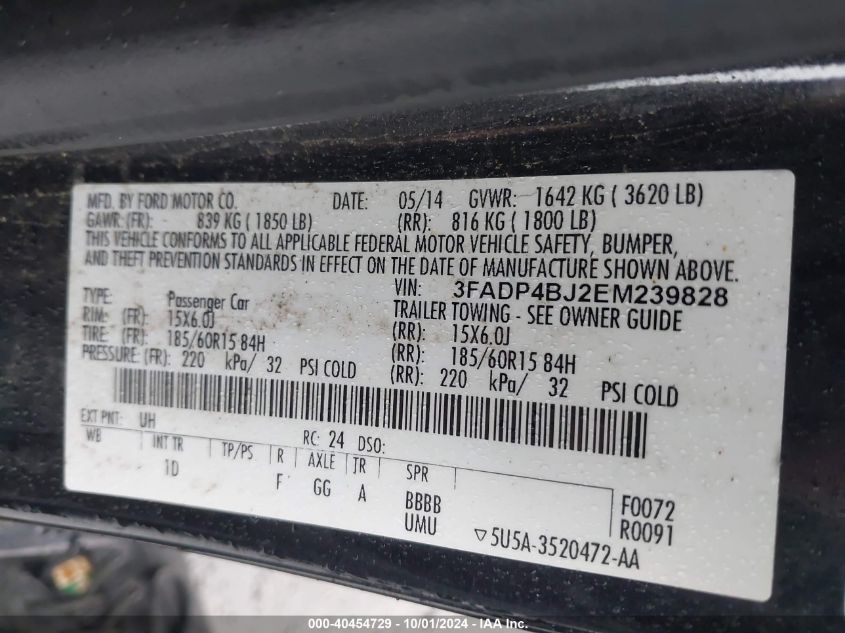 MFD. BY FORD MOTOR CO. DATE: 05/14 GVWR: 1642 KG ( 3620 LB)
GAWR: (FR): 839 KG ( 1850 LB) (RR): 816 KG ( 1800 LB)
THIS VEHICLE CONFORMS TO ALL APPLICABLE FEDERAL MOTOR VEHICLE SAFETY, BUMPER,
AND THEFT PREVENTION STANDARDS IN EFFECT ON THE DATE OF MANUFACTURE SHOWN ABOVE.
VIN: 3FADP4BJ2EM239828
TYPE: Passenger Car TRAILER TOWING - SEE OWNER GUIDE
RIM: (FR): 15X6.0J (RR): 15X6.0J
TIRE: (FR): 185/60R15 84H (RR): 185/60R15 84H
PRESSURE: (FR): 220 kPa/ 32 PSI COLD (RR): 220 kPa/ 32 PSI COLD
EXT PNT: UH RC: 24 DSO:
WB INT TR TP/PS R AXLE TR SPR
1D F GG A BBBB F0072
UMU R0091
▽5U5A-3520472-AA
000-40454729 - 10/01/2024 - IAA Inc.